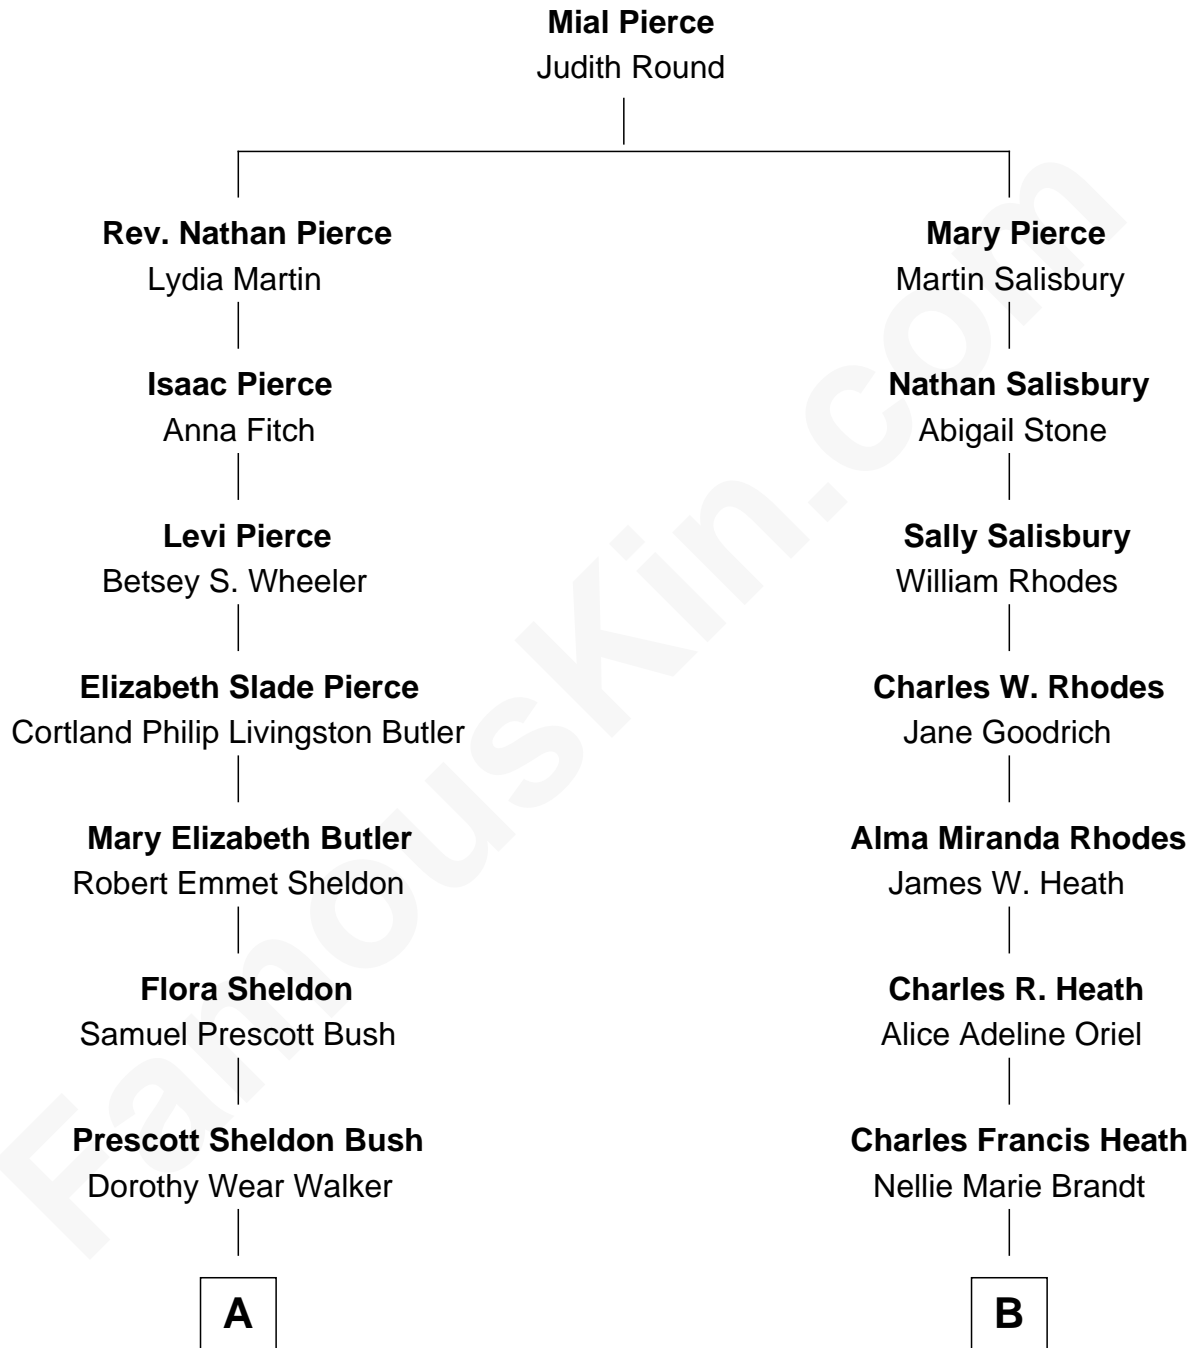 Mial Pierce
Judith Round
Rev. Nathan Pierce
Lydia Martin
Isaac Pierce
Anna Fitch
Levi Pierce
Betsey S. Wheeler
Elizabeth Slade Pierce
Cortland Philip Livingston Butler
Mary Elizabeth Butler
Robert Emmet Sheldon
Flora Sheldon
Samuel Prescott Bush
Prescott Sheldon Bush
Dorothy Wear Walker
A
Mary Pierce
Martin Salisbury
Nathan Salisbury
Abigail Stone
Sally Salisbury
William Rhodes
Charles W. Rhodes
Jane Goodrich
Alma Miranda Rhodes
James W. Heath
Charles R. Heath
Alice Adeline Oriel
Charles Francis Heath
Nellie Marie Brandt
B
FamousKin.com